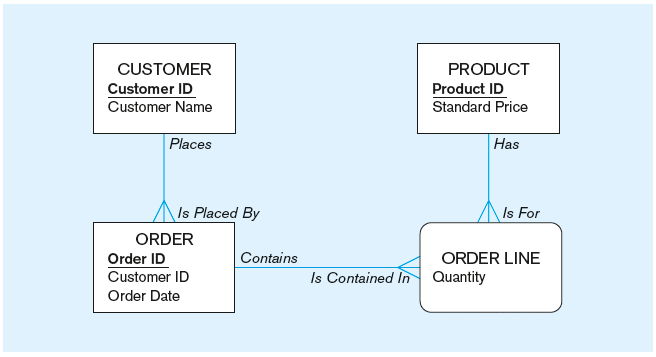 CUSTOMER
Customer ID
Customer Name
PRODUCT
Product ID
Standard Price
Places
Has
Is Placed By
Is For
ORDER
Order ID
Customer ID
Order Date
Contains
Is Contained In
ORDER LINE
Quantity